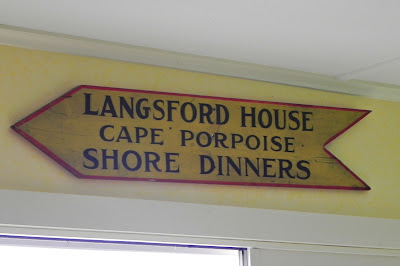 LANGSFORD HOUSE
CAPE PORPOISE
SHORE DINNERS